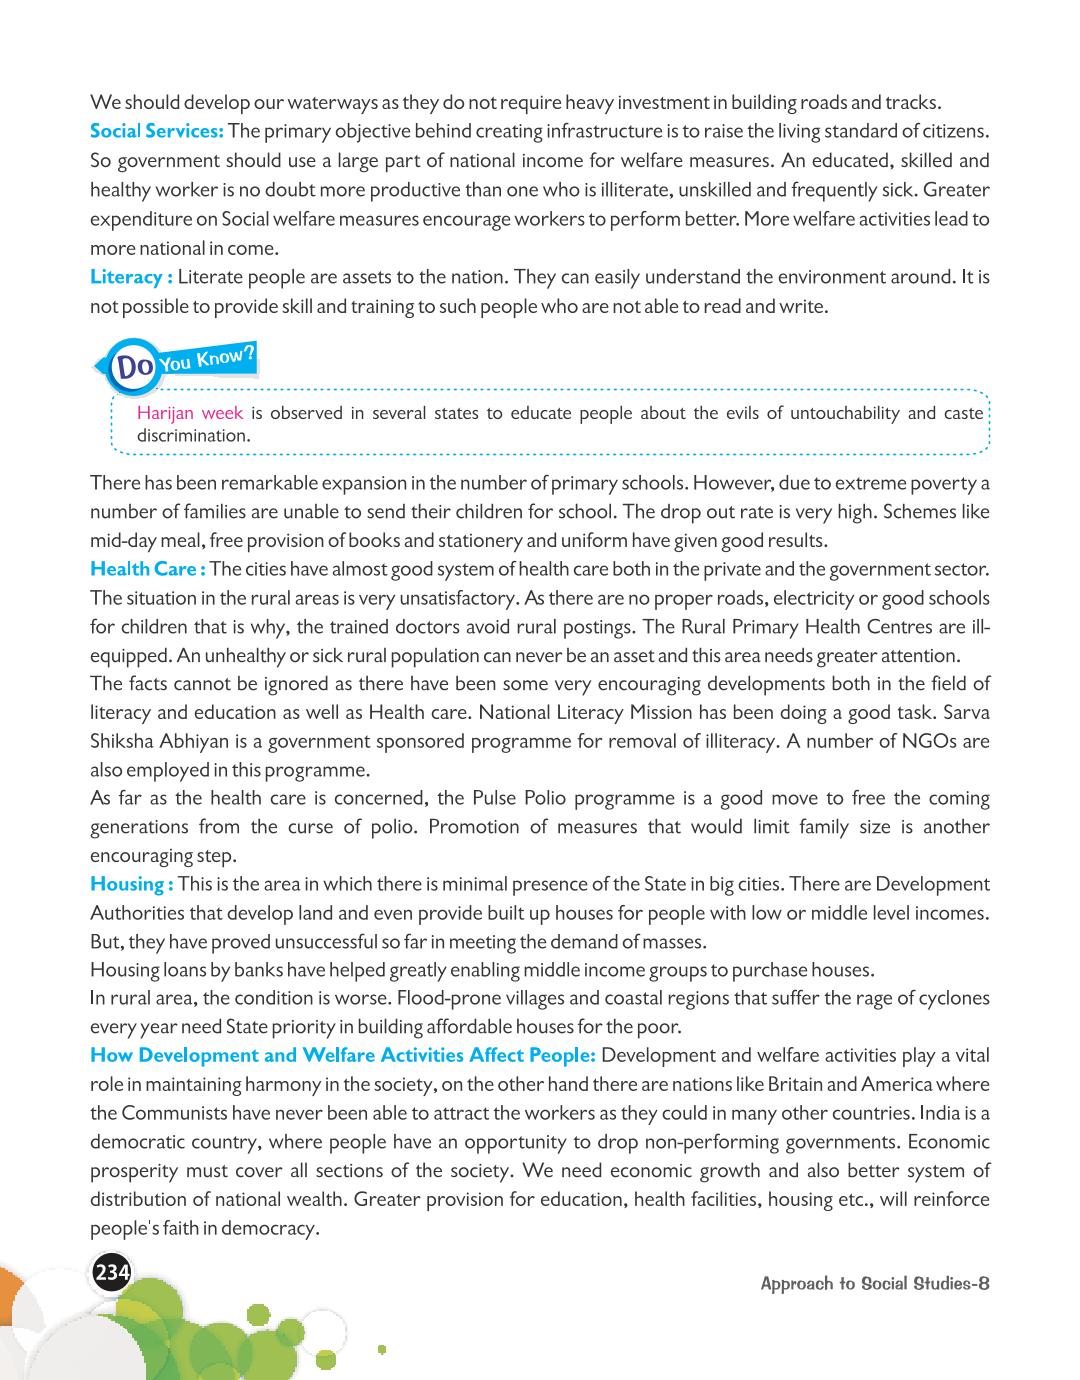 We should develop our waterways as they do not require heavy investment in building roads and tracks.
Social Services: The primary objective behind creating infrastructure is to raise the living standard of citizens.
So government should use a large part of national income for welfare measures. An educated, skilled and
healthy worker is no doubt more productive than one who is illiterate, unskilled and frequently sick. Greater
expenditure on Social welfare measures encourage workers to perform better. More welfare activities lead to
more national in come.
Literacy : Literate people are assets to the nation. They can easily understand the environment around. It is
not possible to provide skill and training to such people who are not able to read and write.
Do You Know?
Harijan week is observed in several states to educate people about the evils of untouchability and caste
discrimination.
There has been remarkable expansion in the number of primary schools. However, due to extreme poverty a
number of families are unable to send their children for school. The drop out rate is very high. Schemes like
mid-day meal, free provision of books and stationery and uniform have given good results.
Health Care : The cities have almost good system of health care both in the private and the government sector.
The situation in the rural areas is very unsatisfactory. As there are no proper roads, electricity or good schools
for children that is why, the trained doctors avoid rural postings. The Rural Primary Health Centres are ill-
equipped. An unhealthy or sick rural population can never be an asset and this area needs greater attention.
The facts cannot be ignored as there have been some very encouraging developments both in the field of
literacy and education as well as Health care. National Literacy Mission has been doing a good task. Sarva
Shiksha Abhiyan is a government sponsored programme for removal of illiteracy. A number of NGOs are
also employed in this programme.
As far as the health care is concerned, the Pulse Polio programme is a good move to free the coming
generations from the curse of polio. Promotion of measures that would limit family size is another
encouraging step.
Housing : This is the area in which there is minimal presence of the State in big cities. There are Development
Authorities that develop land and even provide built up houses for people with low or middle level incomes.
But, they have proved unsuccessful so far in meeting the demand of masses.
Housing loans by banks have helped greatly enabling middle income groups to purchase houses.
In rural area, the condition is worse. Flood-prone villages and coastal regions that suffer the rage of cyclones
every year need State priority in building affordable houses for the poor.
How Development and Welfare Activities Affect People: Development and welfare activities play a vital
role in maintaining harmony in the society, on the other hand there are nations like Britain and America where
the Communists have never been able to attract the workers as they could in many other countries. India is a
democratic country, where people have an opportunity to drop non-performing governments. Economic
prosperity must cover all sections of the society. We need economic growth and also better system of
distribution of national wealth. Greater provision for education, health facilities, housing etc., will reinforce
people's faith in democracy.
234
Approach to Social Studies-8